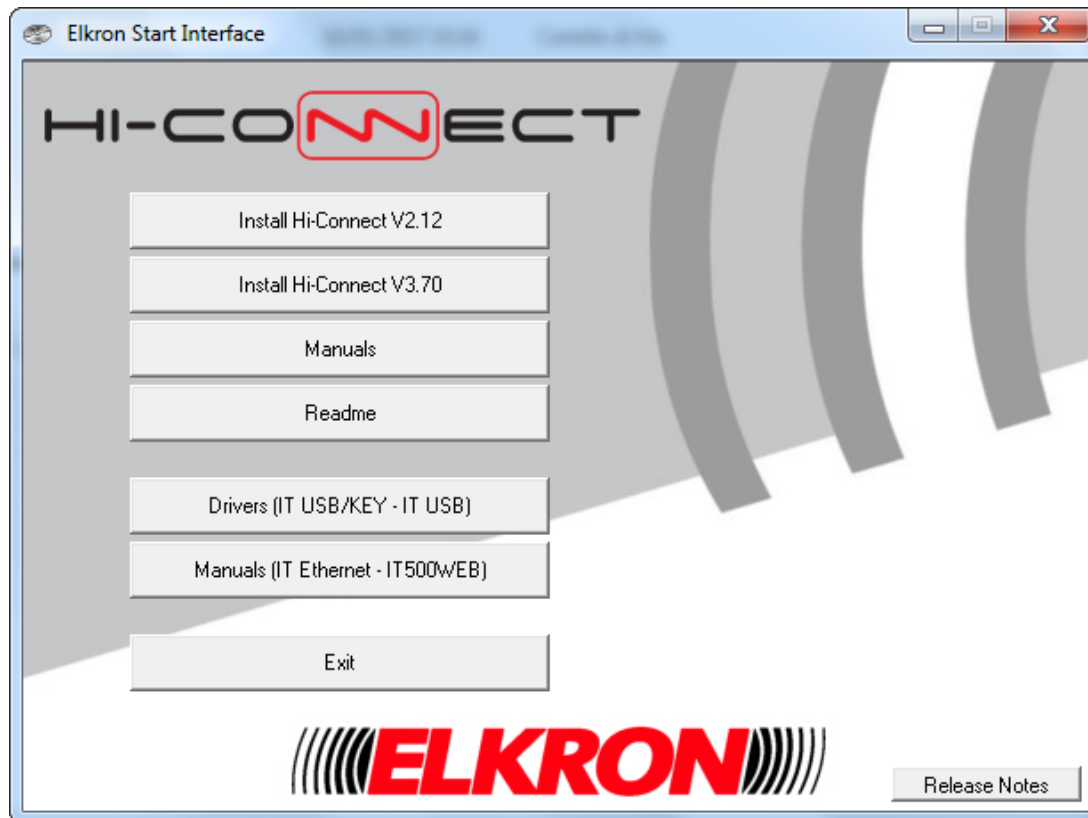 Elkron Start Interface
HI-CONNECT
Install Hi-Connect V2.12
Install Hi-Connect V3.70
Manuals
Readme
Drivers (IT USB/KEY - IT USB)
Manuals (IT Ethernet - IT500WEB)
Exit
ELKRON
Release Notes